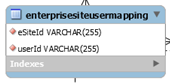 enterprisesiteusermapping
eSiteId VARCHAR(255)
userId VARCHAR(255)
Indexes